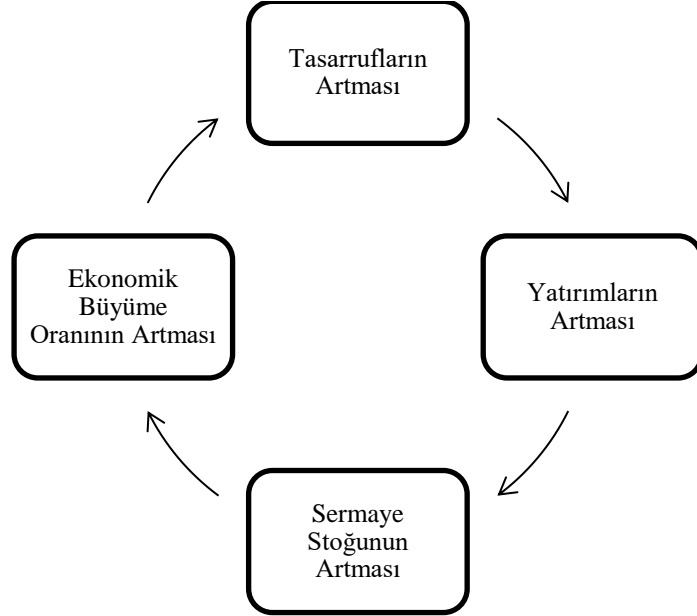 Tasarrufların
Artması
Yatırımların
Artması
Sermaye
Stoğunun
Artması
Ekonomik
Büyüme
Oranının Artması